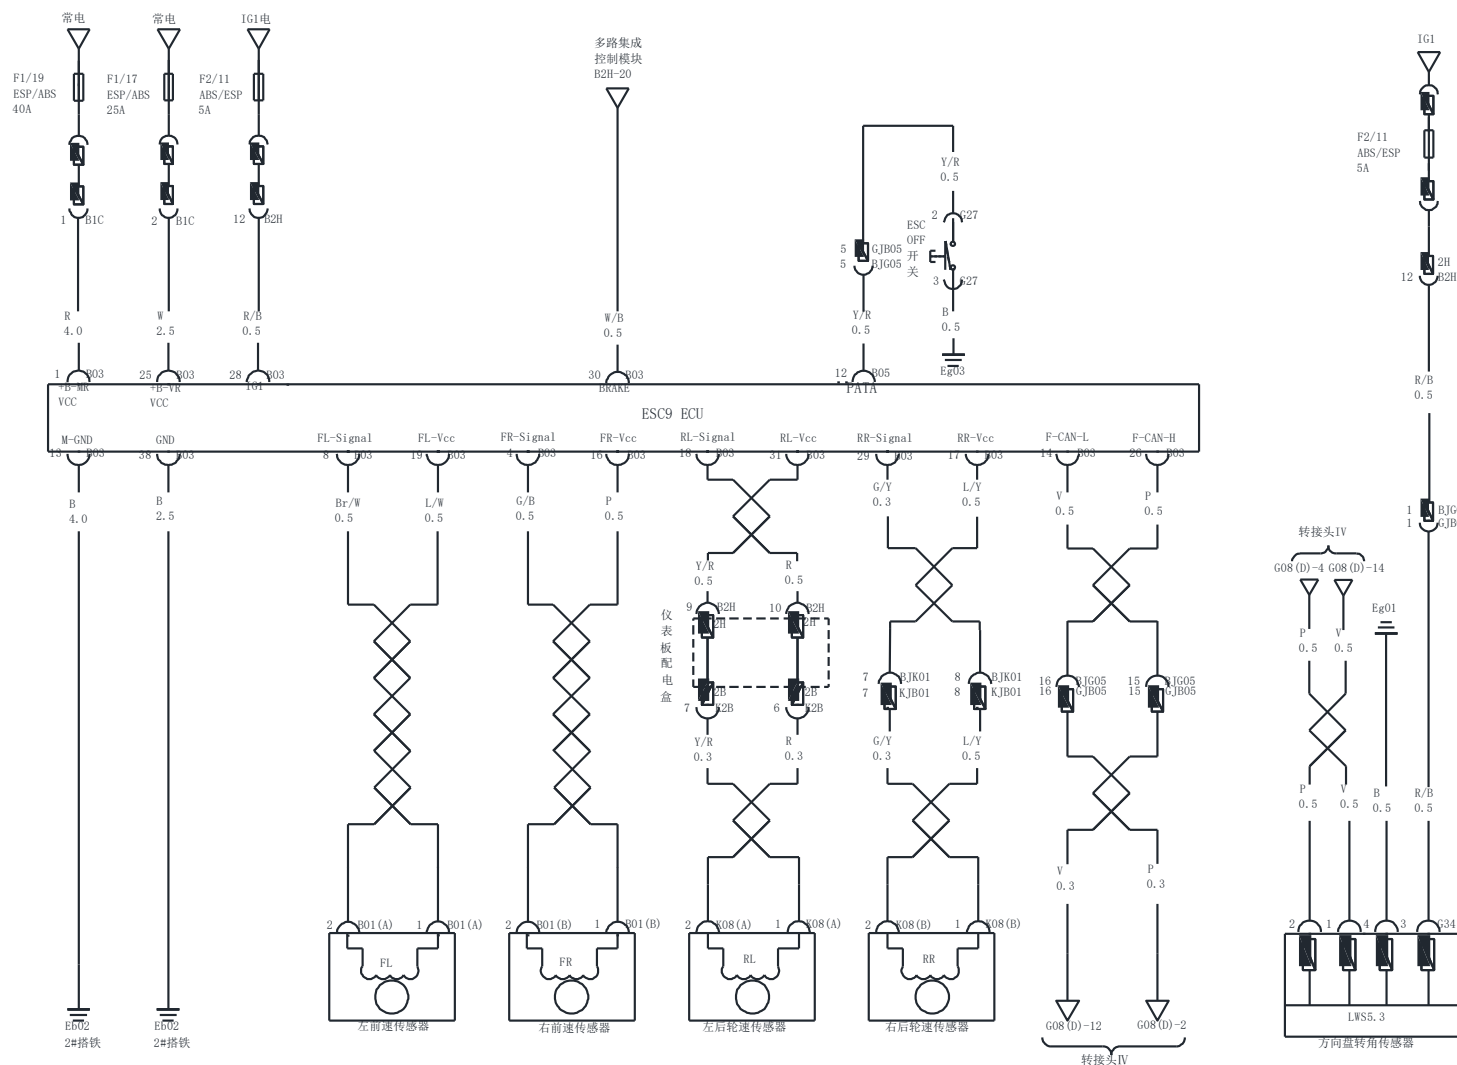 常电
常电
IG1电
F1/19
ESP/ABS
40A
F1/17
ESP/ABS
25A
F2/11
ABS/ESP
5A
1 B1C
2 B1C
12 B2H
R
4.0
W
2.5
R/B
0.5
1 B03
25 B03
28 B03
多路集成
控制模块
B2H-20
W/B
0.5
30 B03
Y/R
0.5
2 G27
ESC
OFF
开
关
5 GJB05
5 BJG05
3 G27
Y/R
0.5
B
0.5
Eg03
12 B05
IG1
F2/11
ABS/ESP
5A
2H
12 B2H
R/B
0.5
+B-MR
VCC
+B-VR
VCC
IG1
BRAKE
PATA
ESC9 ECU
M-GND
GND
FL-Signal
FL-Vcc
FR-Signal
FR-Vcc
RL-Signal
RL-Vcc
RR-Signal
RR-Vcc
F-CAN-L
F-CAN-H
13 B03
38 B03
8 B03
19 B03
4 B03
16 B03
18 B03
31 B03
29 B03
17 B03
14 B03
26 B03
B
4.0
B
2.5
Br/W
0.5
L/W
0.5
G/B
0.5
P
0.5
G/Y
0.3
L/Y
0.5
V
0.5
P
0.5
Y/R
0.5
R
0.5
9 B2H
2H
10 B2H
2H
仪
表
板
配
电
盒
2B
7 K2B
2B
6 K2B
Y/R
0.3
R
0.3
7 BJK01
7 KJB01
8 BJK01
8 KJB01
G/Y
0.3
L/Y
0.5
16 BJG05
16 GJB05
15 BJG05
15 GJB05
V
0.3
P
0.3
1 BJG
1 GJB
转接头IV
G08(D)-4 G08(D)-14
Eg01
P
0.5
V
0.5
P
0.5
V
0.5
B
0.5
R/B
0.5
2 B01(A)
1 B01(A)
2 B01(B)
1 B01(B)
2 K08(A)
1 K08(A)
2 K08(B)
1 K08(B)
2
1
4
3
G34
FL
FR
RL
RR
左前速传感器
右前速传感器
左后轮速传感器
右后轮速传感器
G08(D)-12
G08(D)-2
转接头IV
LWS5.3
方向盘转角传感器
Eb02
2#搭铁
Eb02
2#搭铁